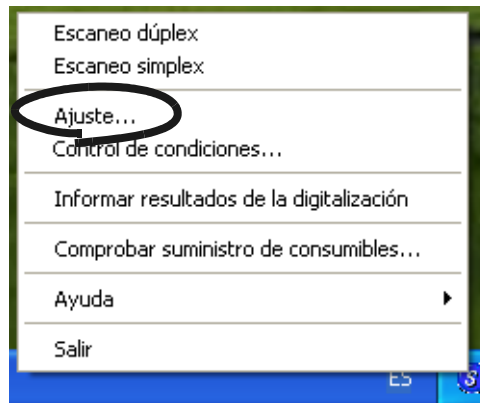 Escaneo dúplex
Escaneo simplex
Ajuste...
Control de condiciones...
Informar resultados de la digitalización
Comprobar suministro de consumibles...
Ayuda
Salir
ES
S